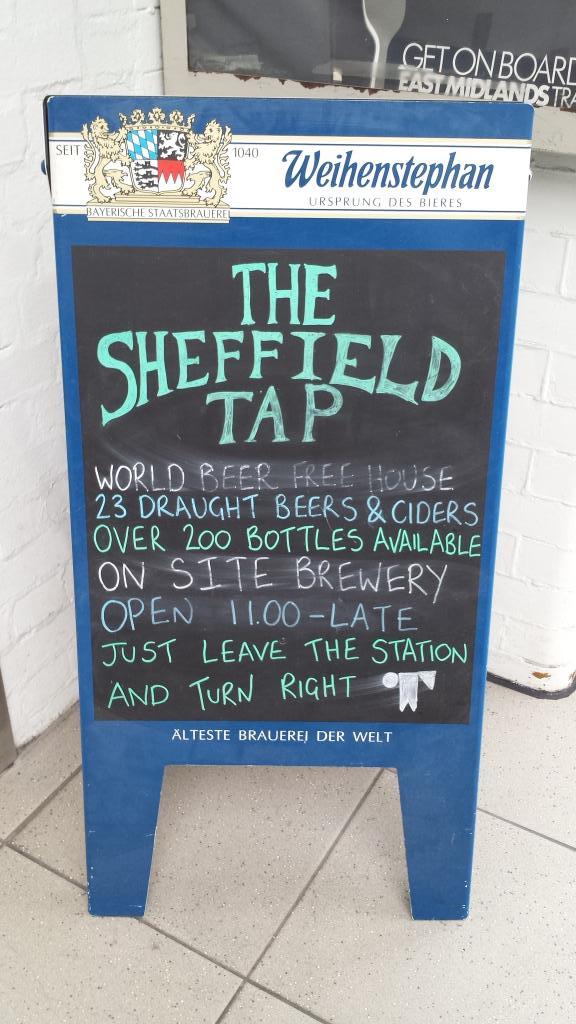 GET ON BOARD
EAST MIDLANDS TRA
SEIT 1040
Weihenstephan
URSPRUNG DES BIERES
BAYERISCHE STAATSBRAUEREI
THE
SHEFFIELD
TAP
WORLD BEER FREE HOUSE
23 DRAUGHT BEERS & CIDERS
OVER 200 BOTTLES AVAILABLE
ON SITE BREWERY
OPEN 11.00-LATE
JUST LEAVE THE STATION
AND TURN RIGHT
ÄLTESTE BRAUEREI DER WELT